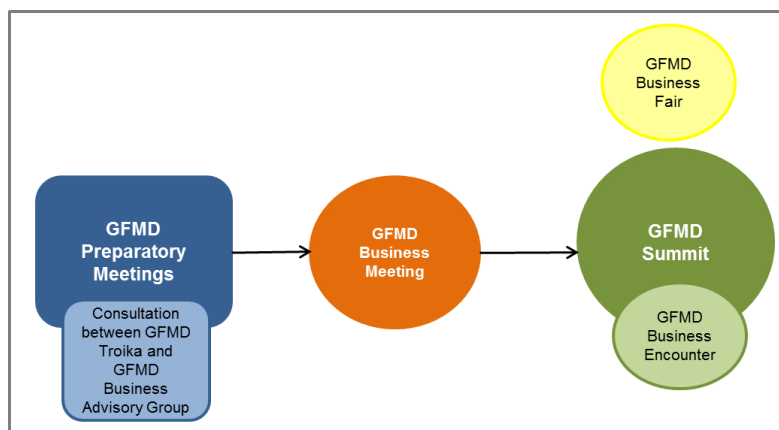 GFMD
Preparatory
Meetings
Consultation
between GFMD
Troika and
GFMD
Business
Advisory Group
GFMD
Business
Meeting
GFMD
Business
Fair
GFMD
Summit
GFMD
Business
Encounter